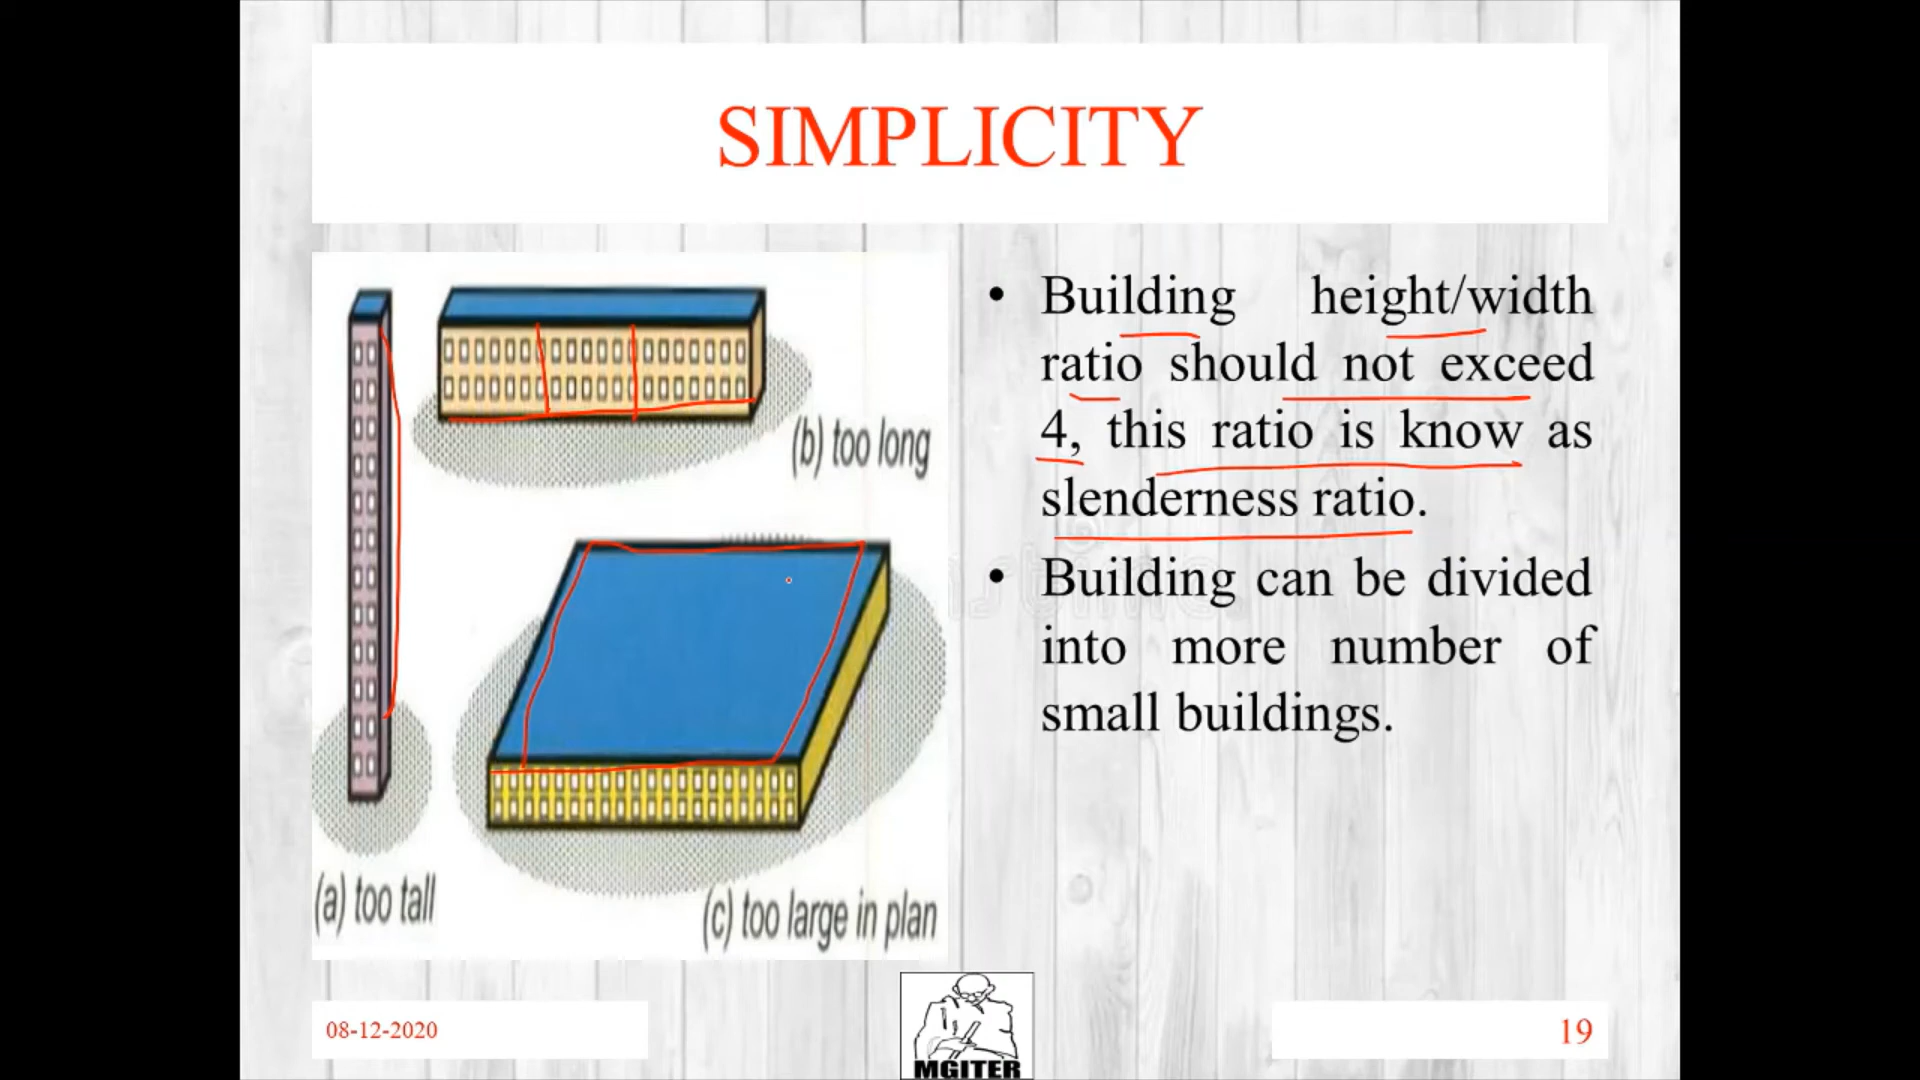 SIMPLICITY
(b) too long
(a) too tall
(c) too large in plan
• Building height/width
ratio should not exceed
4, this ratio is know as
slenderness ratio.
• Building can be divided
into more number of
small buildings.
08-12-2020
MGITER
19